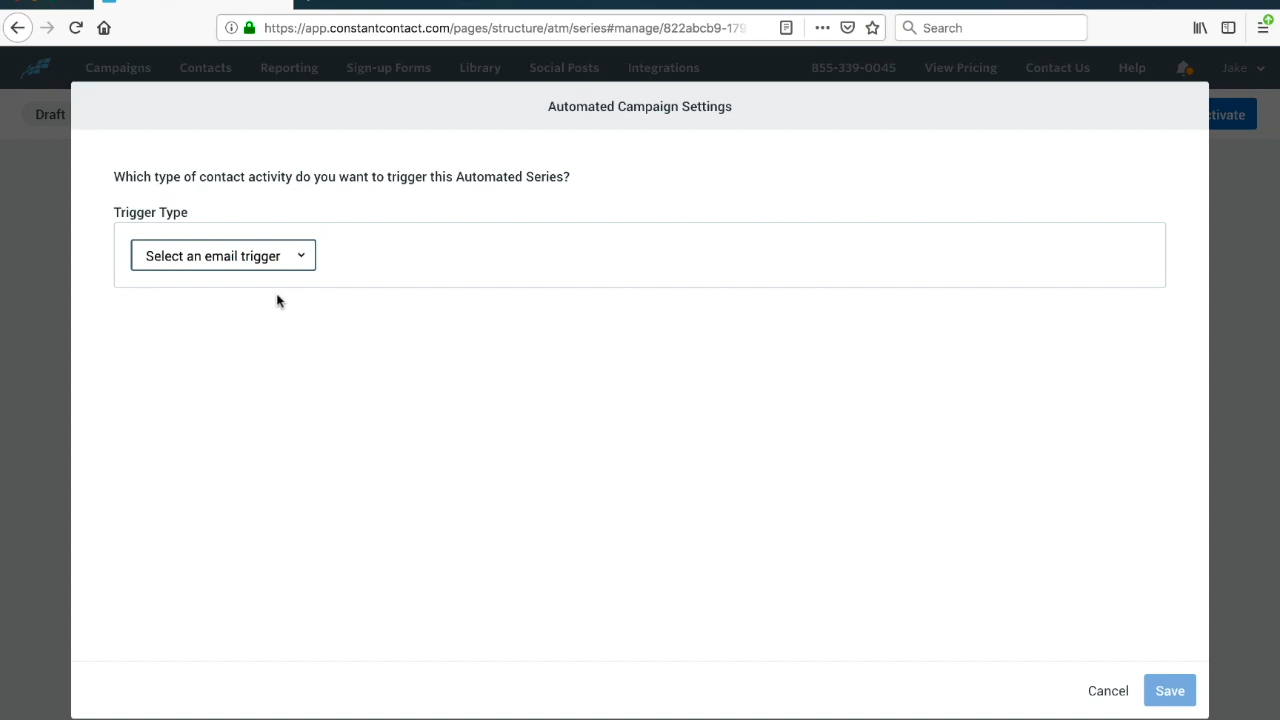 https://app.constantcontact.com/pages/structure/atm/series#manage/822abcb9-179
Search
Campaigns Contacts Reporting Sign-up Forms Library Social Posts Integrations 855-339-0045 View Pricing Contact Us Help Jake
Draft
tivate
Automated Campaign Settings
Which type of contact activity do you want to trigger this Automated Series?
Trigger Type
Select an email trigger
Cancel Save